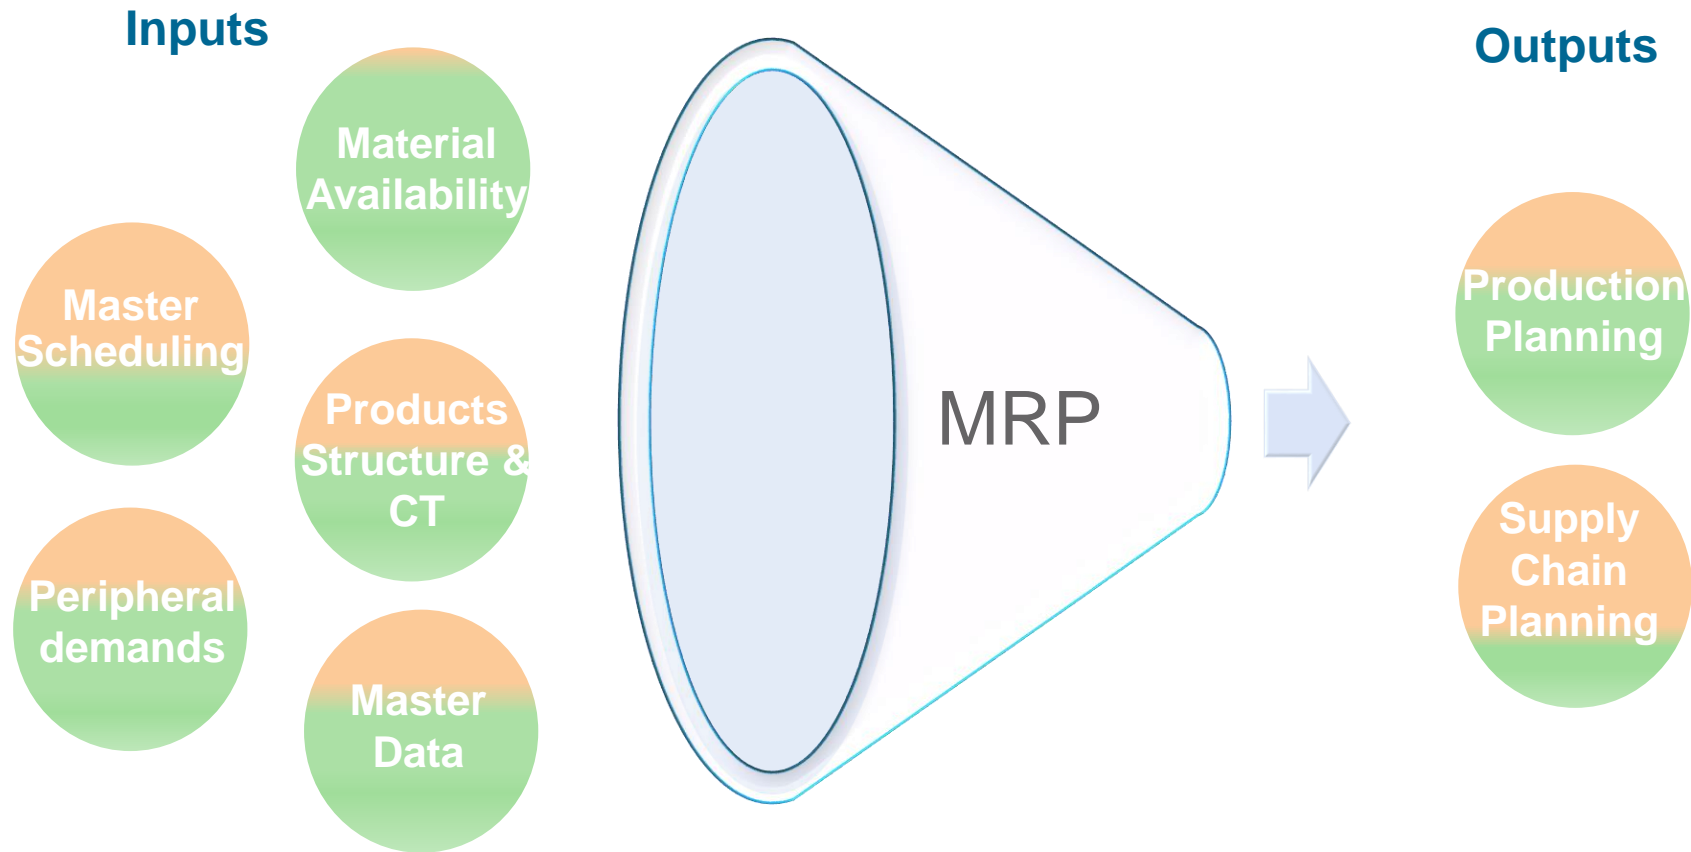 Inputs
Material
Availability
Master
Scheduling
Products
Structure &
CT
Peripheral
demands
Master
Data
MRP
Outputs
Production
Planning
Supply
Chain
Planning